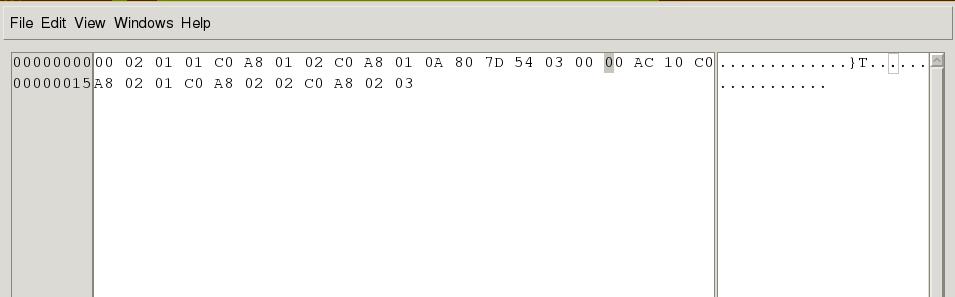 File Edit View Windows Help
00000000 00 02 01 01 C0 A8 01 02 C0 A8 01 0A 80 7D 54 03 00 00 AC 10 C0 .............}T......
00000015 A8 02 01 C0 A8 02 02 C0 A8 02 03 ...........